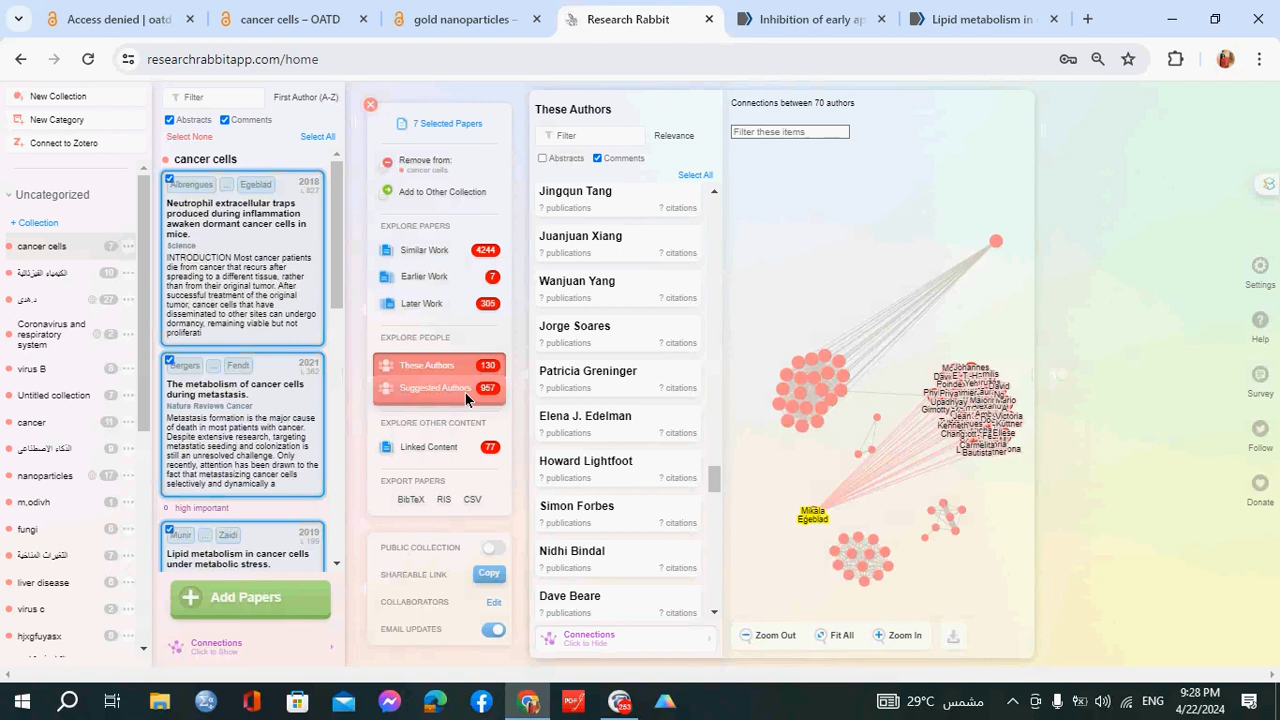 Access denied | oatd
cancer cells – OATD
gold nanoparticles –
Research Rabbit
Inhibition of early ap
Lipid metabolism in
researchrabbitapp.com/home
New Collection
New Category
Connect to Zotero
Uncategorized
+ Collection
cancer cells 7
الكيمياء الفيزيائية 10
د.هدى 27
Coronavirus and
respiratory
system 2
virus B 4
Untitled collection
cancer 11
الذكاء الاصطناعي
nanoparticles 17
m,odivh
fungi
التغيرات المناخية
liver disease
virus c 2
hjxgfuyasx
Filter
First Author (A-Z)
Abstracts Comments
Select None Select All
cancer cells
Albrengues ... Egeblad 2018
Neutrophil extracellular traps
produced during inflammation
awaken dormant cancer cells in
mice.
Science
INTRODUCTION Most cancer patients
die from cancer that recurs after
spreading to a different tissue, rather
than from their original tumor. After
successful treatment of the original
tumor, cancer cells that have
disseminated to other sites can undergo
dormancy, remaining viable but not
proliferati
Bergers ... Fendt 2021
The metabolism of cancer cells
during metastasis.
Nature Reviews Cancer
Metastasis formation is the major cause
of death in most patients with cancer.
Despite extensive research, targeting
metastatic seeding and colonization is
still an unresolved challenge. Only
recently, attention has been drawn to the
fact that metastasizing cancer cells
selectively and dynamically a
0 high important
Munir ... Zaidi 2019
Lipid metabolism in cancer cells
under metabolic stress.
Add Papers
Connections
Click to Show
7 Selected Papers
Remove from:
cancer cells
Add to Other Collection
EXPLORE PAPERS
Similar Work 4244
Earlier Work 7
Later Work 305
EXPLORE PEOPLE
These Authors 130
Suggested Authors 957
EXPLORE OTHER CONTENT
Linked Content 77
EXPORT PAPERS
BibTeX RIS CSV
PUBLIC COLLECTION
SHAREABLE LINK Copy
COLLABORATORS Edit
EMAIL UPDATES
These Authors
Filter Relevance
Abstracts Comments
Select All
Jingqun Tang
? publications ? citations
Juanjuan Xiang
? publications ? citations
Wanjuan Yang
? publications ? citations
Jorge Soares
? publications ? citations
Patricia Greninger
? publications ? citations
Elena J. Edelman
? publications ? citations
Howard Lightfoot
? publications ? citations
Simon Forbes
? publications ? citations
Nidhi Bindal
? publications ? citations
Dave Beare
? publications ? citations
Connections
Click to Hide
Connections between 70 authors
Filter these items
Mikala
Egeblad
Zoom Out
Fit All
Zoom In
Settings
Help
Survey
Follow
Donate
29°C مشمس
ENG
9:28 PM
4/22/2024